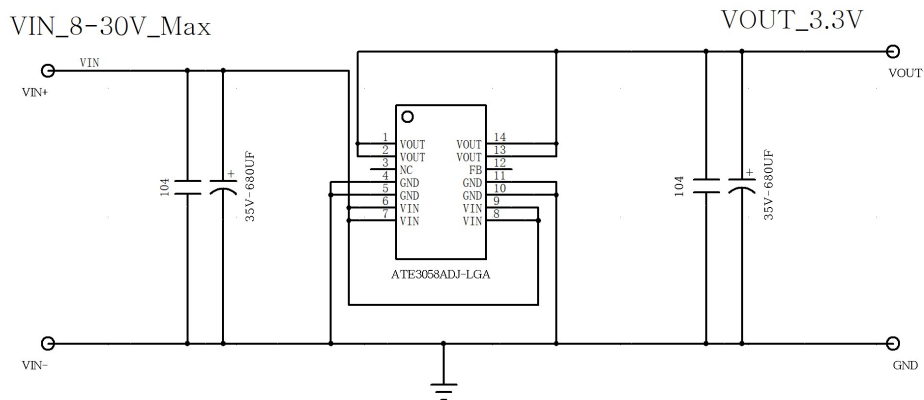 VIN_8-30V_Max
VOUT_3.3V
VIN
VIN+
VOUT
1 VOUT VOUT 14
2 VOUT VOUT 13
3 NC FB 12
4 GND GND 11
5 GND GND 10
6 VIN VIN 9
7 VIN VIN 8
104
+
35V-680UF
104
+
35V-680UF
ATE3058ADJ-LGA
VIN-
GND